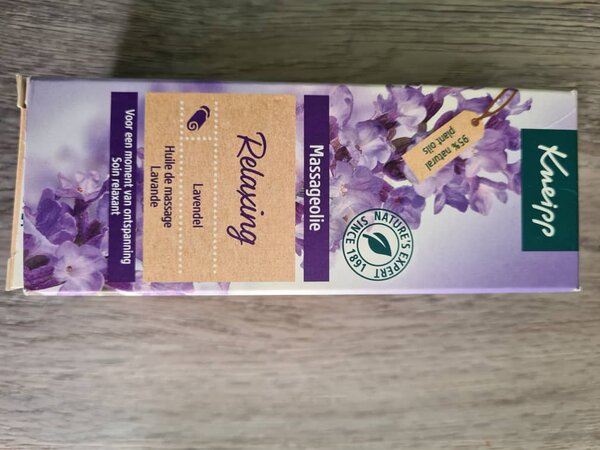 Kneipp
93% natural
plant oils
NATURE'S EXPERT
SINCE 1891
Massageolie
Relaxing
Lavendel
Huile de massage
Lavande
Voor een moment van ontspanning
Soin relaxant